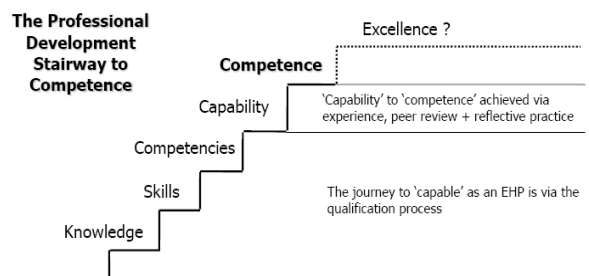 The Professional
Development
Stairway to
Competence
Excellence ?
Competence
Capability
'Capability' to 'competence' achieved via
experience, peer review + reflective practice
Competencies
Skills
The journey to 'capable' as an EHP is via the
qualification process
Knowledge